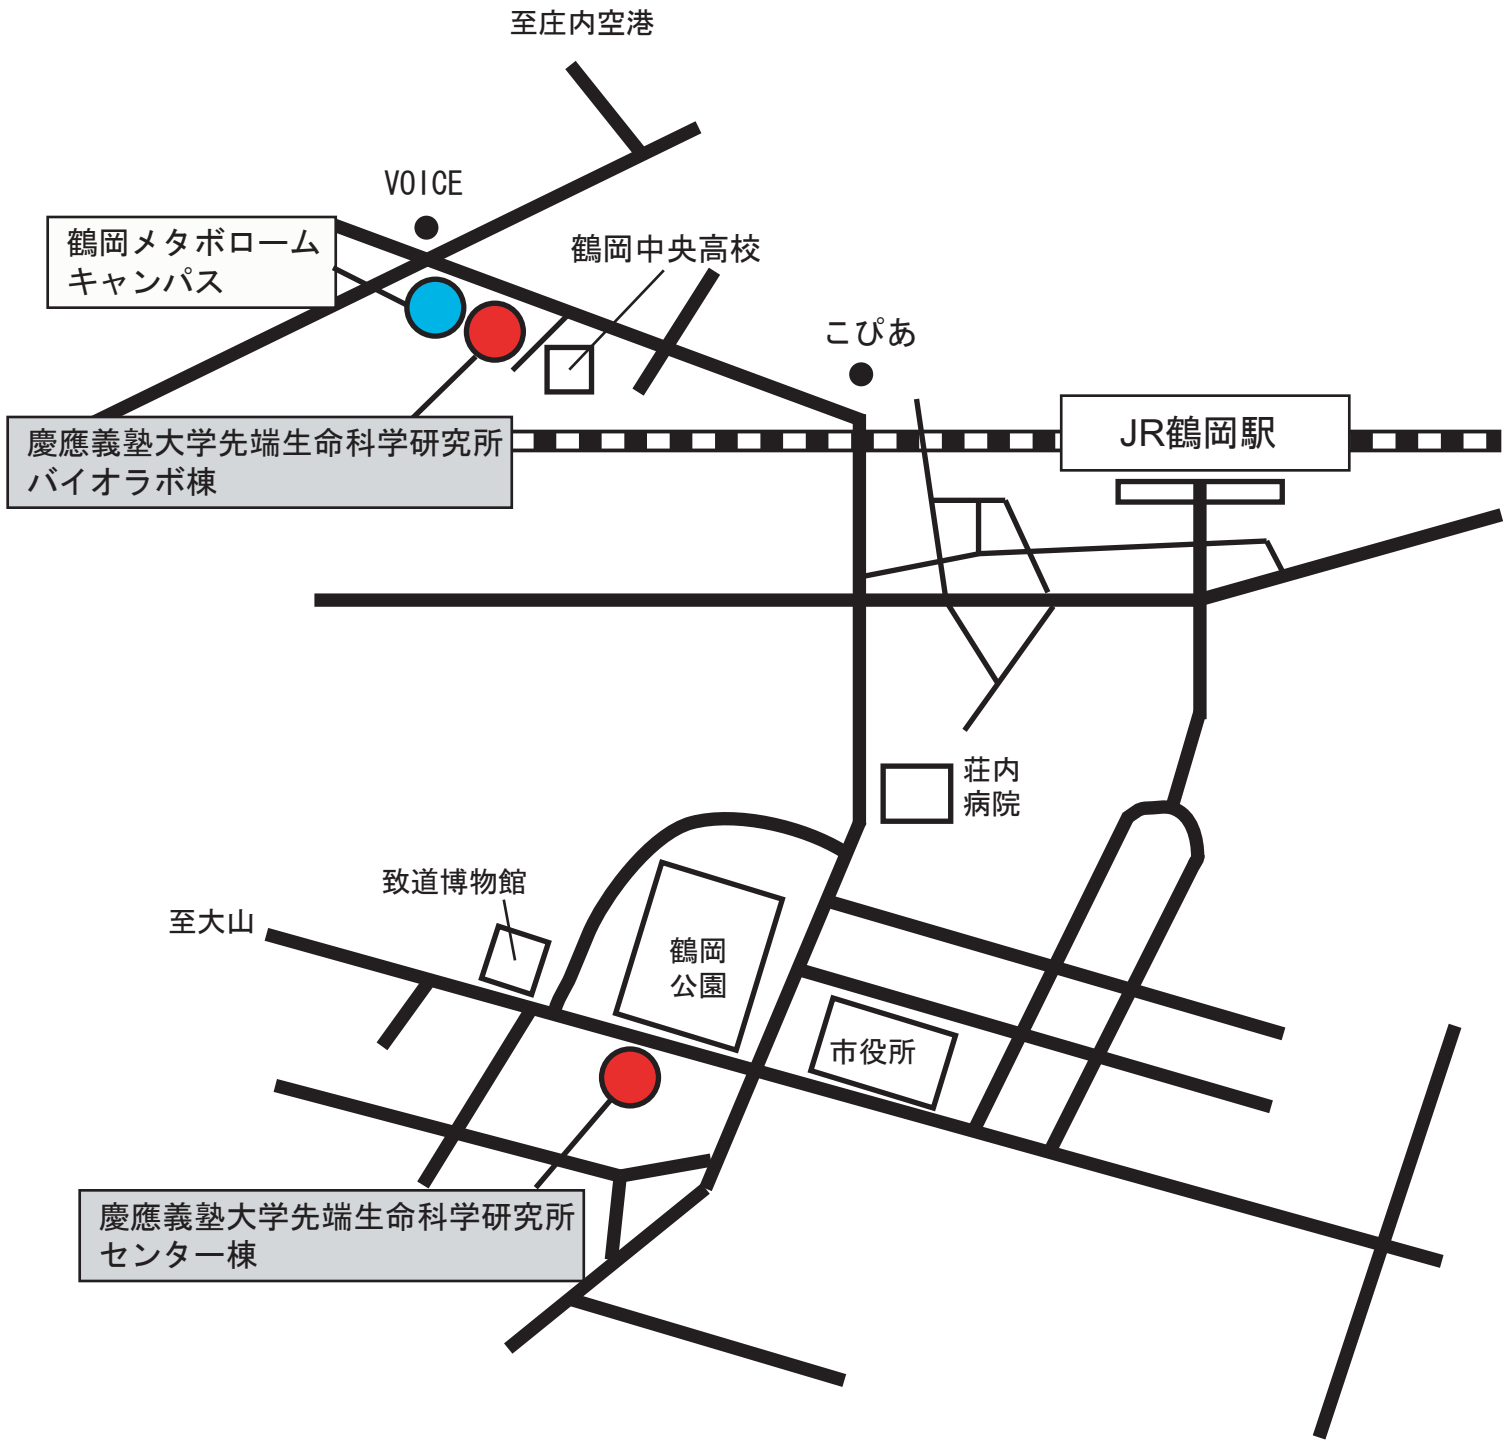 至庄内空港
VOICE
鶴岡メタボローム
キャンパス
鶴岡中央高校
こぴあ
JR鶴岡駅
慶應義塾大学先端生命科学研究所
バイオラボ棟
荘内
病院
致道博物館
至大山
鶴岡
公園
市役所
慶應義塾大学先端生命科学研究所
センター棟